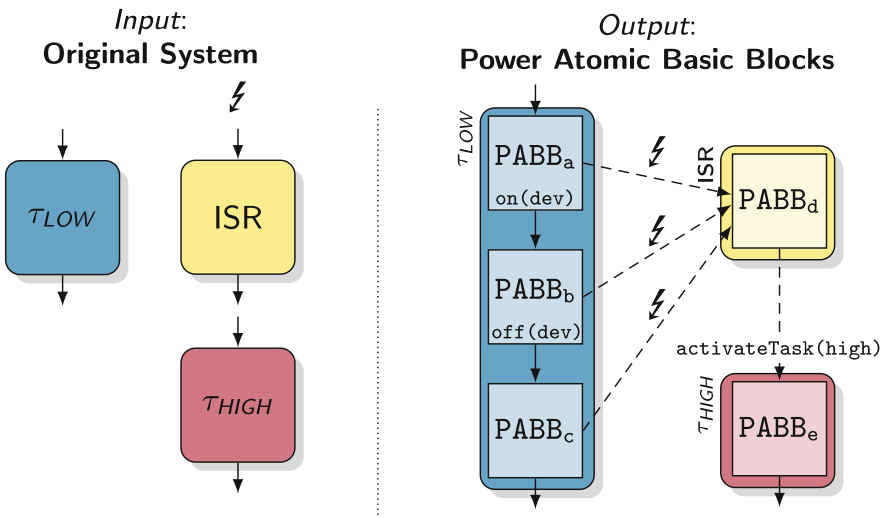 Input:
Original System
τLOW
ISR
τHIGH
Output:
Power Atomic Basic Blocks
τLOW
PABBa
on(dev)
PABBb
off(dev)
PABBc
ISR
PABBd
activateTask(high)
τHIGH
PABBe